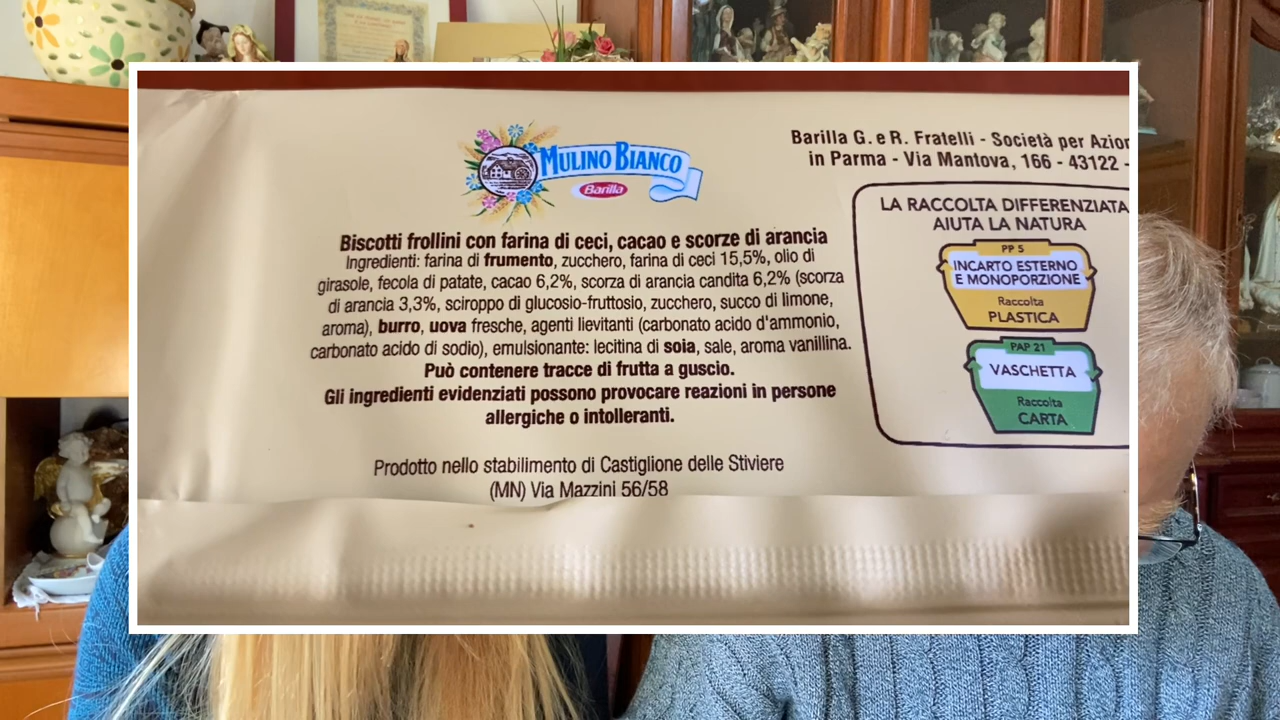 MULINO BIANCO
Barilla
Biscotti frollini con farina di ceci, cacao e scorze di arancia
Ingredienti: farina di frumento, zucchero, farina di ceci 15,5%, olio di
girasole, fecola di patate, cacao 6,2%, scorza di arancia candita 6,2% (scorza
di arancia 3,3%, sciroppo di glucosio-fruttosio, zucchero, succo di limone,
aroma), burro, uova fresche, agenti lievitanti (carbonato acido d'ammonio,
carbonato acido di sodio), emulsionante: lecitina di soia, sale, aroma vanillina.
Può contenere tracce di frutta a guscio.
Gli ingredienti evidenziati possono provocare reazioni in persone
allergiche o intolleranti.
Prodotto nello stabilimento di Castiglione delle Stiviere
(MN) Via Mazzini 56/58
Barilla G. e R. Fratelli - Società per Azion
in Parma - Via Mantova, 166 - 43122 -
LA RACCOLTA DIFFERENZIATA
AIUTA LA NATURA
PP 5
INCARTO ESTERNO
E MONOPORZIONE
Raccolta
PLASTICA
PAP 21
VASCHETTA
Raccolta
CARTA